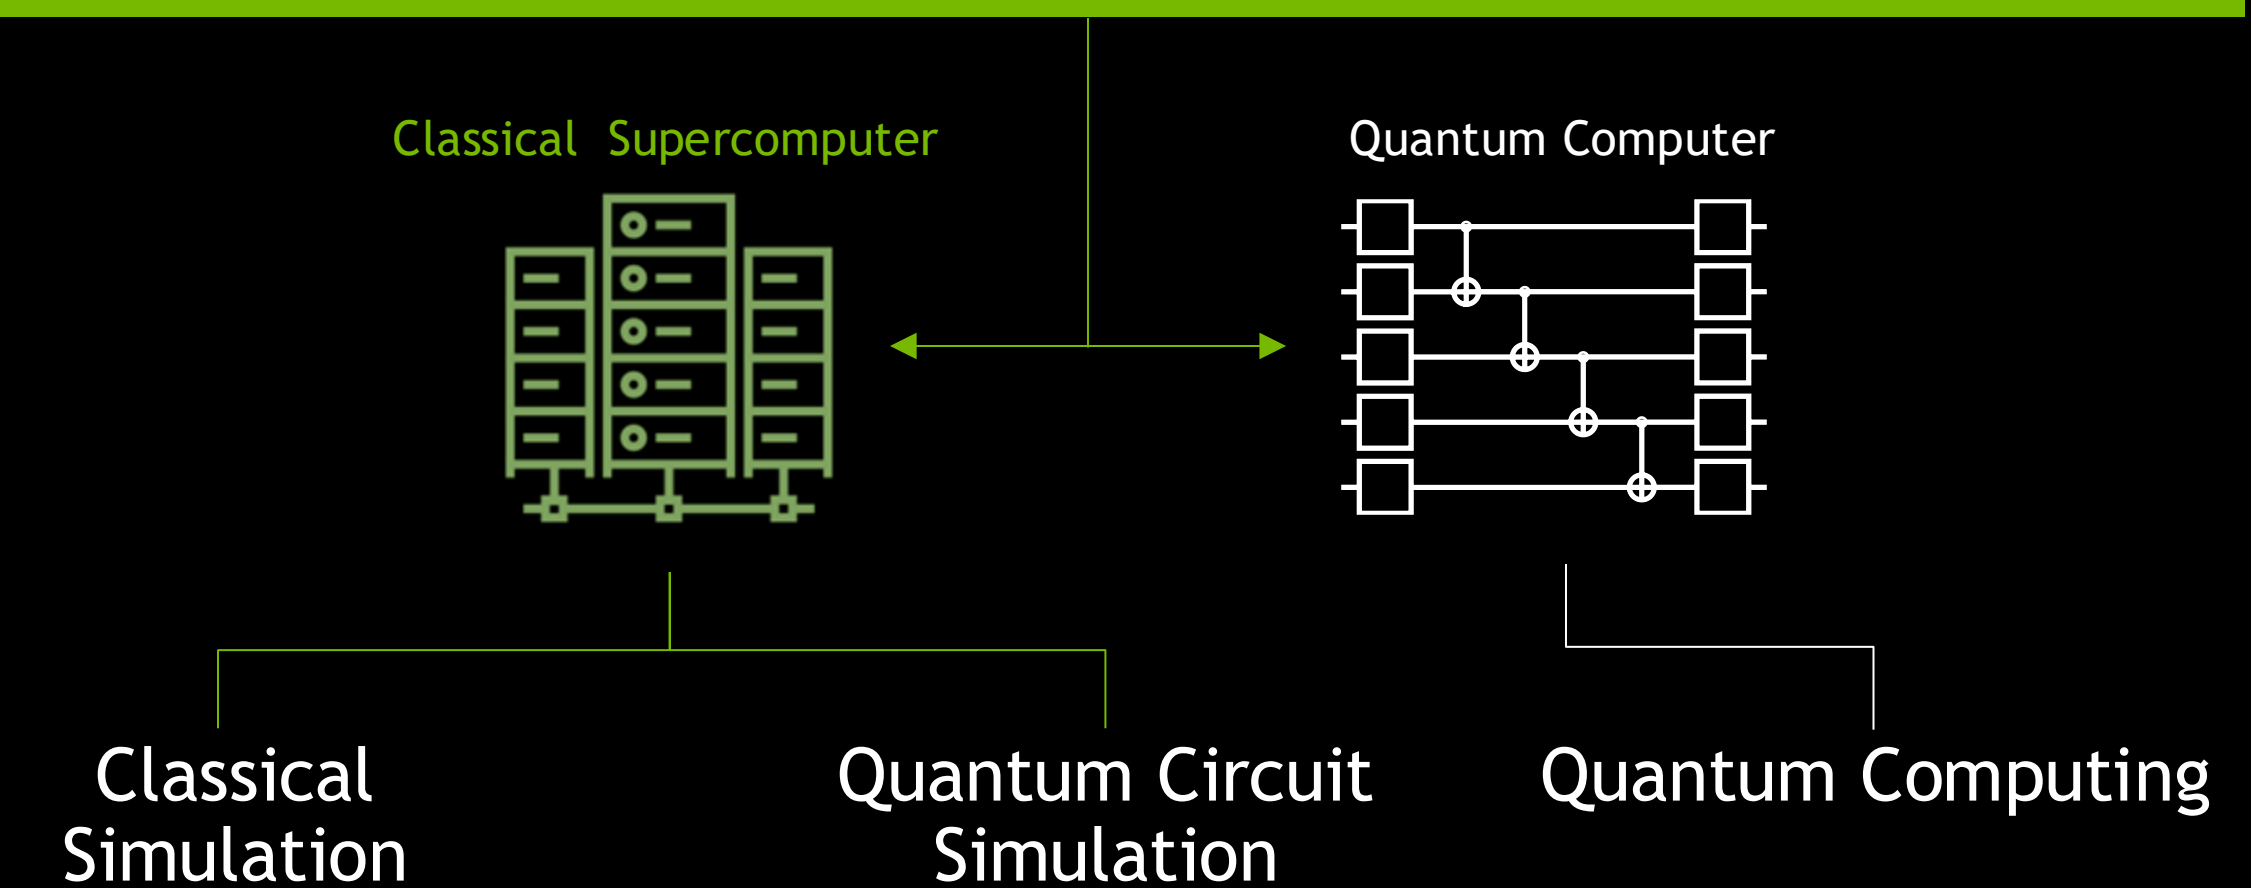 Classical Supercomputer
Quantum Computer
Classical
Simulation
Quantum Circuit
Simulation
Quantum Computing